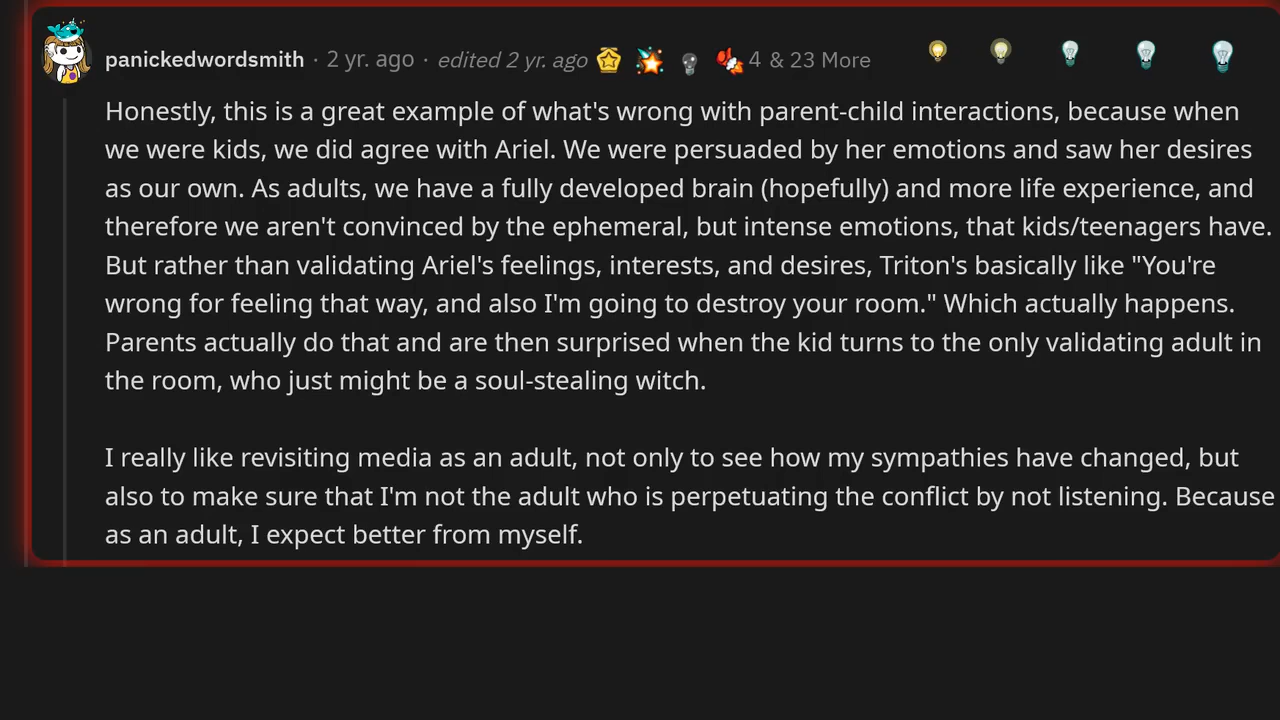 panickedwordsmith · 2 yr. ago · edited 2 yr. ago 4 & 23 More
Honestly, this is a great example of what's wrong with parent-child interactions, because when
we were kids, we did agree with Ariel. We were persuaded by her emotions and saw her desires
as our own. As adults, we have a fully developed brain (hopefully) and more life experience, and
therefore we aren't convinced by the ephemeral, but intense emotions, that kids/teenagers have.
But rather than validating Ariel's feelings, interests, and desires, Triton's basically like "You're
wrong for feeling that way, and also I'm going to destroy your room." Which actually happens.
Parents actually do that and are then surprised when the kid turns to the only validating adult in
the room, who just might be a soul-stealing witch.
I really like revisiting media as an adult, not only to see how my sympathies have changed, but
also to make sure that I'm not the adult who is perpetuating the conflict by not listening. Because
as an adult, I expect better from myself.